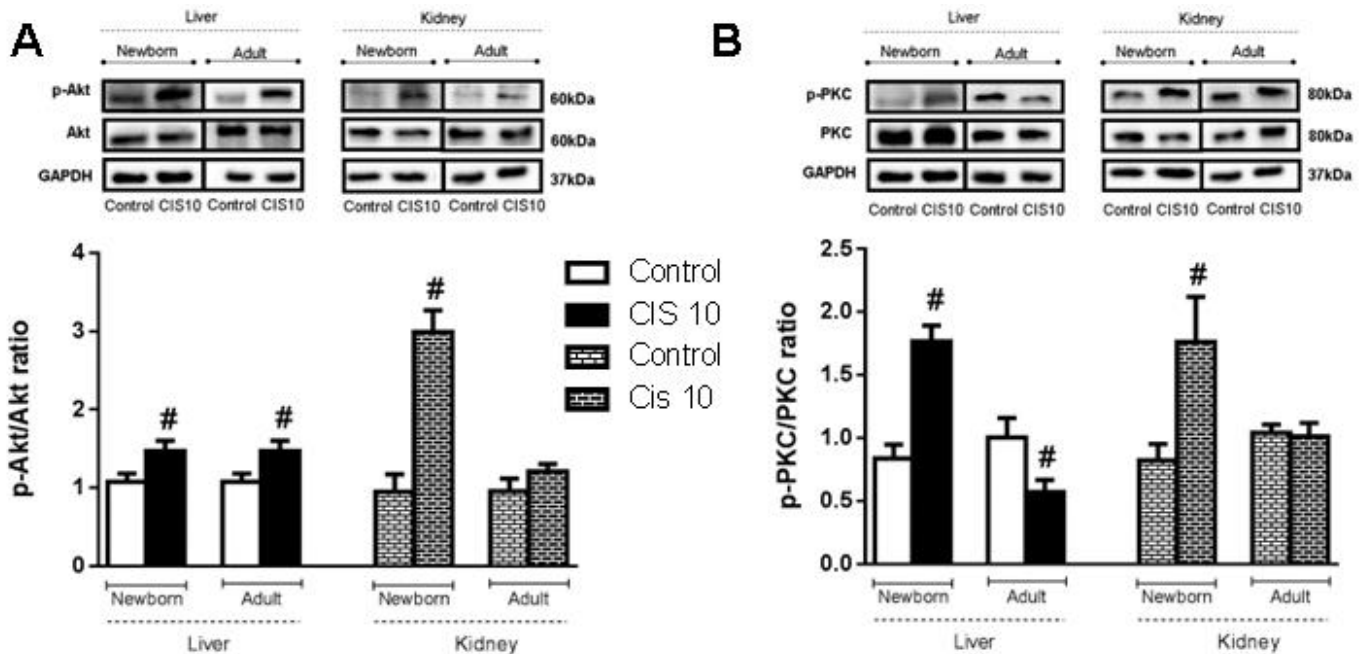 A
Liver Kidney
Newborn Adult Newborn Adult
p-Akt 60kDa
Akt 60kDa
GAPDH 37kDa
Control CIS10 Control CIS10 Control CIS10 Control CIS10
p-Akt/Akt ratio
4
3
2
1
0
# # #
Newborn Adult Newborn Adult
Liver Kidney
Control
CIS 10
Control
Cis 10
B
Liver Kidney
Newborn Adult Newborn Adult
p-PKC 80kDa
PKC 80kDa
GAPDH 37kDa
Control CIS10 Control CIS10 Control CIS10 Control CIS10
p-PKC/PKC ratio
2.5
2.0
1.5
1.0
0.5
0.0
# # #
Newborn Adult Newborn Adult
Liver Kidney